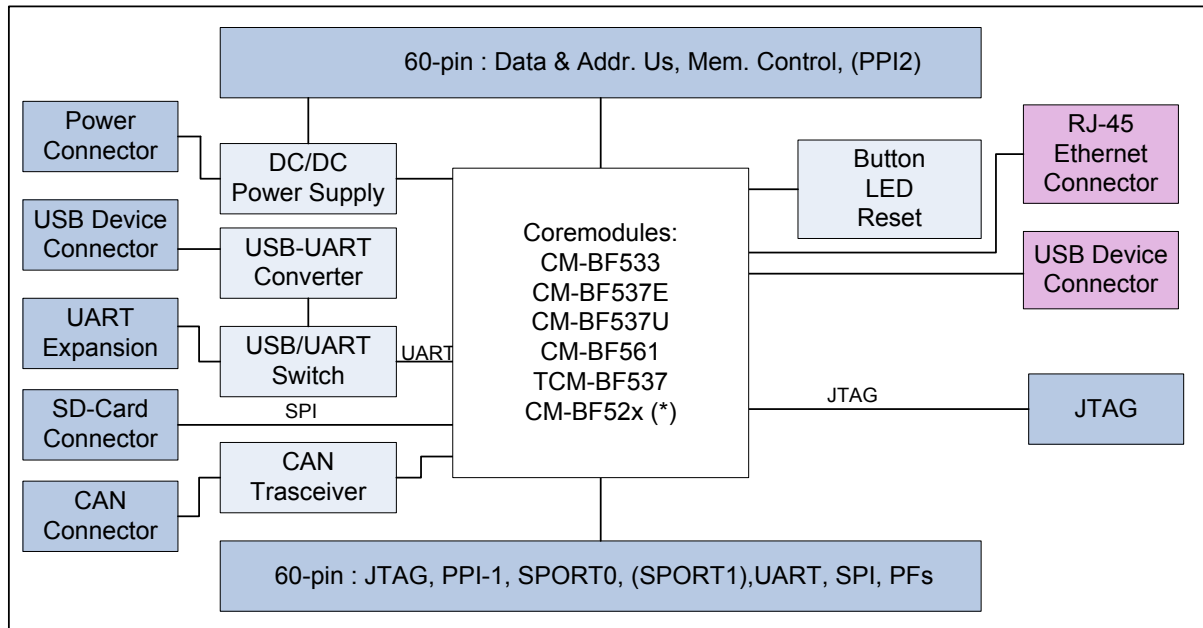 60-pin : Data & Addr. Us, Mem. Control, (PPI2)
Power
Connector
DC/DC
Power Supply
USB Device
Connector
USB-UART
Converter
UART
Expansion
USB/UART
Switch
UART
SD-Card
Connector
SPI
CAN
Trasceiver
CAN
Connector
Coremodules:
CM-BF533
CM-BF537E
CM-BF537U
CM-BF561
TCM-BF537
CM-BF52x (*)
Button
LED
Reset
RJ-45
Ethernet
Connector
USB Device
Connector
JTAG
JTAG
60-pin : JTAG, PPI-1, SPORT0, (SPORT1),UART, SPI, PFs